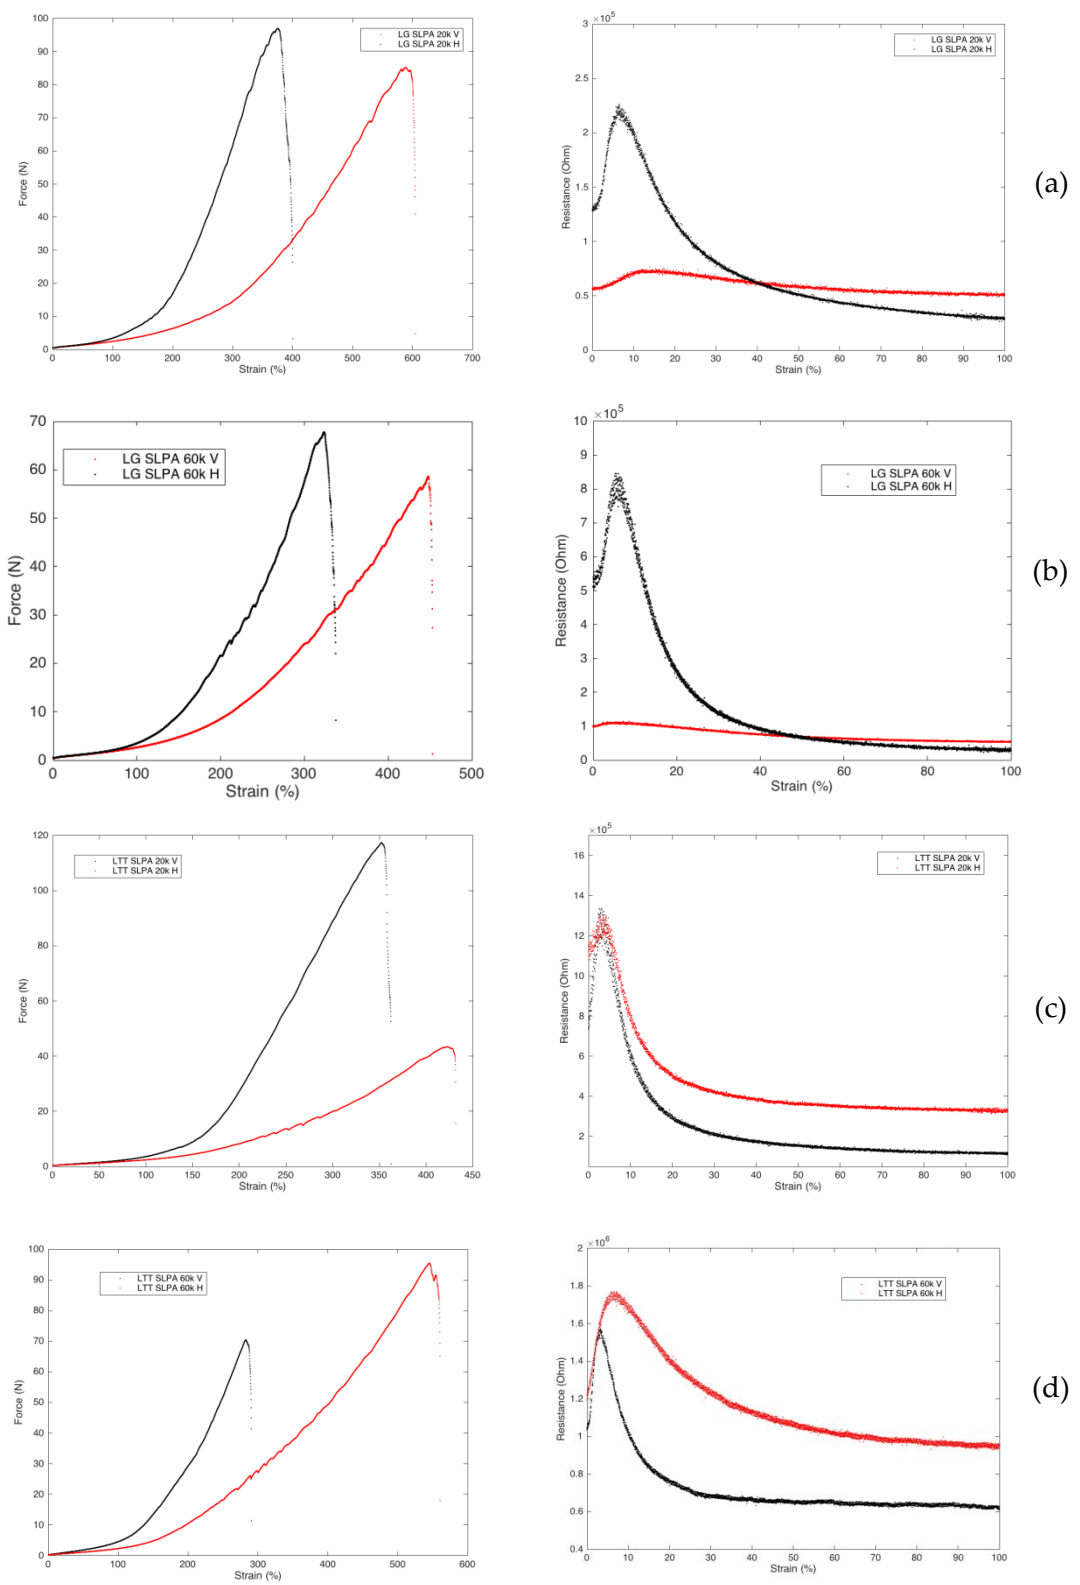 100
90
80
70
60
50
40
30
20
10
0
Force (N)
0 100 200 300 400 500 600 700
Strain (%)
LG SLPA 20k V
LG SLPA 20k H
×10⁵
3
2.5
2
1.5
1
0.5
0
Resistance (Ohm)
0 10 20 30 40 50 60 70 80 90 100
Strain (%)
LG SLPA 20k V
LG SLPA 20k H
(a)
70
60
50
40
30
20
10
0
Force (N)
0 100 200 300 400 500
Strain (%)
LG SLPA 60k V
LG SLPA 60k H
×10⁵
10
9
8
7
6
5
4
3
2
1
0
Resistance (Ohm)
0 20 40 60 80 100
Strain (%)
LG SLPA 60k V
LG SLPA 60k H
(b)
120
100
80
60
40
20
0
Force (N)
0 50 100 150 200 250 300 350 400 450
Strain (%)
LTT SLPA 20k V
LTT SLPA 20k H
×10⁵
16
14
12
10
8
6
4
2
Resistance (Ohm)
0 10 20 30 40 50 60 70 80 90 100
Strain (%)
LTT SLPA 20k V
LTT SLPA 20k H
(c)
100
90
80
70
60
50
40
30
20
10
0
Force (N)
0 100 200 300 400 500 600
Strain (%)
LTT SLPA 60k V
LTT SLPA 60k H
×10⁶
2
1.8
1.6
1.4
1.2
1
0.8
0.6
0.4
Resistance (Ohm)
0 10 20 30 40 50 60 70 80 90 100
Strain (%)
LTT SLPA 60k V
LTT SLPA 60k H
(d)